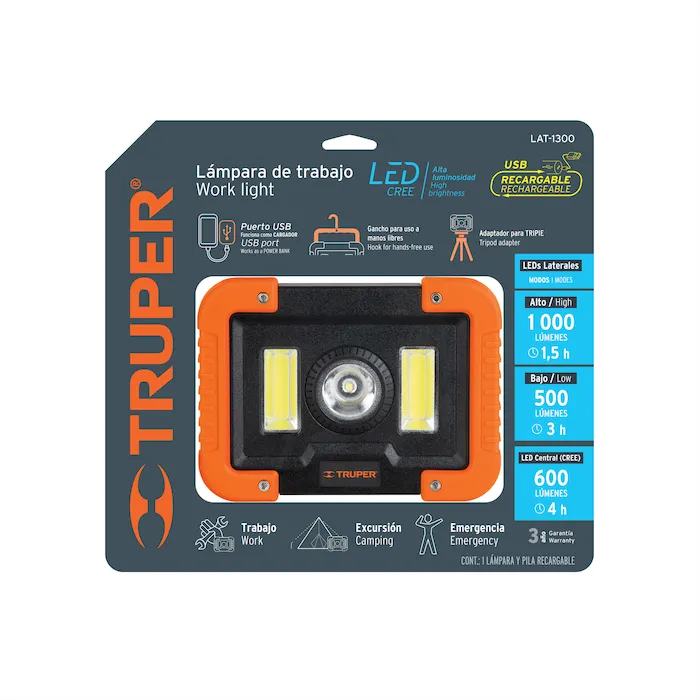 LAT-1300
TRUPER®
Lámpara de trabajo
Work light
LED
CREE
Alta
luminosidad
High
brightness
USB
RECARGABLE
RECHARGEABLE
Puerto USB
Funciona como CARGADOR
USB port
Works as a POWER BANK
Gancho para uso a
manos libres
Hook for hands-free use
Adaptador para TRIPIE
Tripod adapter
LEDs Laterales
MODOS | MODES
Alto / High
1 000
LÚMENES
1,5 h
Bajo / Low
500
LÚMENES
3 h
LED Central (CREE)
600
LÚMENES
4 h
TRUPER®
Trabajo
Work
Excursión
Camping
Emergencia
Emergency
3 Garantía
Warranty
CONT.: 1 LÁMPARA Y PILA RECARGABLE